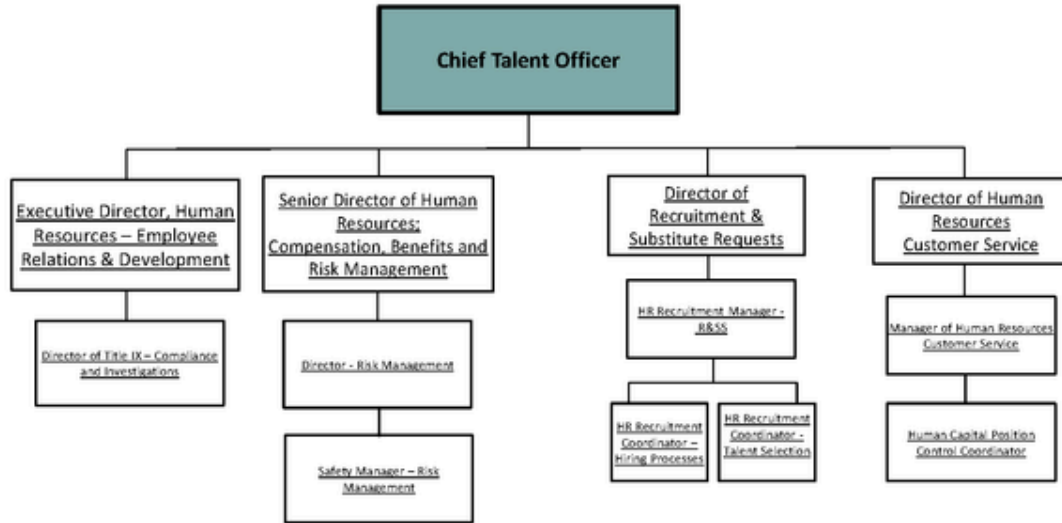 Chief Talent Officer
Executive Director, Human
Resources – Employee
Relations & Development
Senior Director of Human
Resources;
Compensation, Benefits and
Risk Management
Director of
Recruitment &
Substitute Requests
Director of Human
Resources
Customer Service
Director of Title IX – Compliance
and Investigations
Director - Risk Management
Safety Manager – Risk
Management
HR Recruitment Manager -
R&SS
HR Recruitment
Coordinator –
Hiring Processes
HR Recruitment
Coordinator -
Talent Selection
Manager of Human Resources
Customer Service
Human Capital Position
Control Coordinator